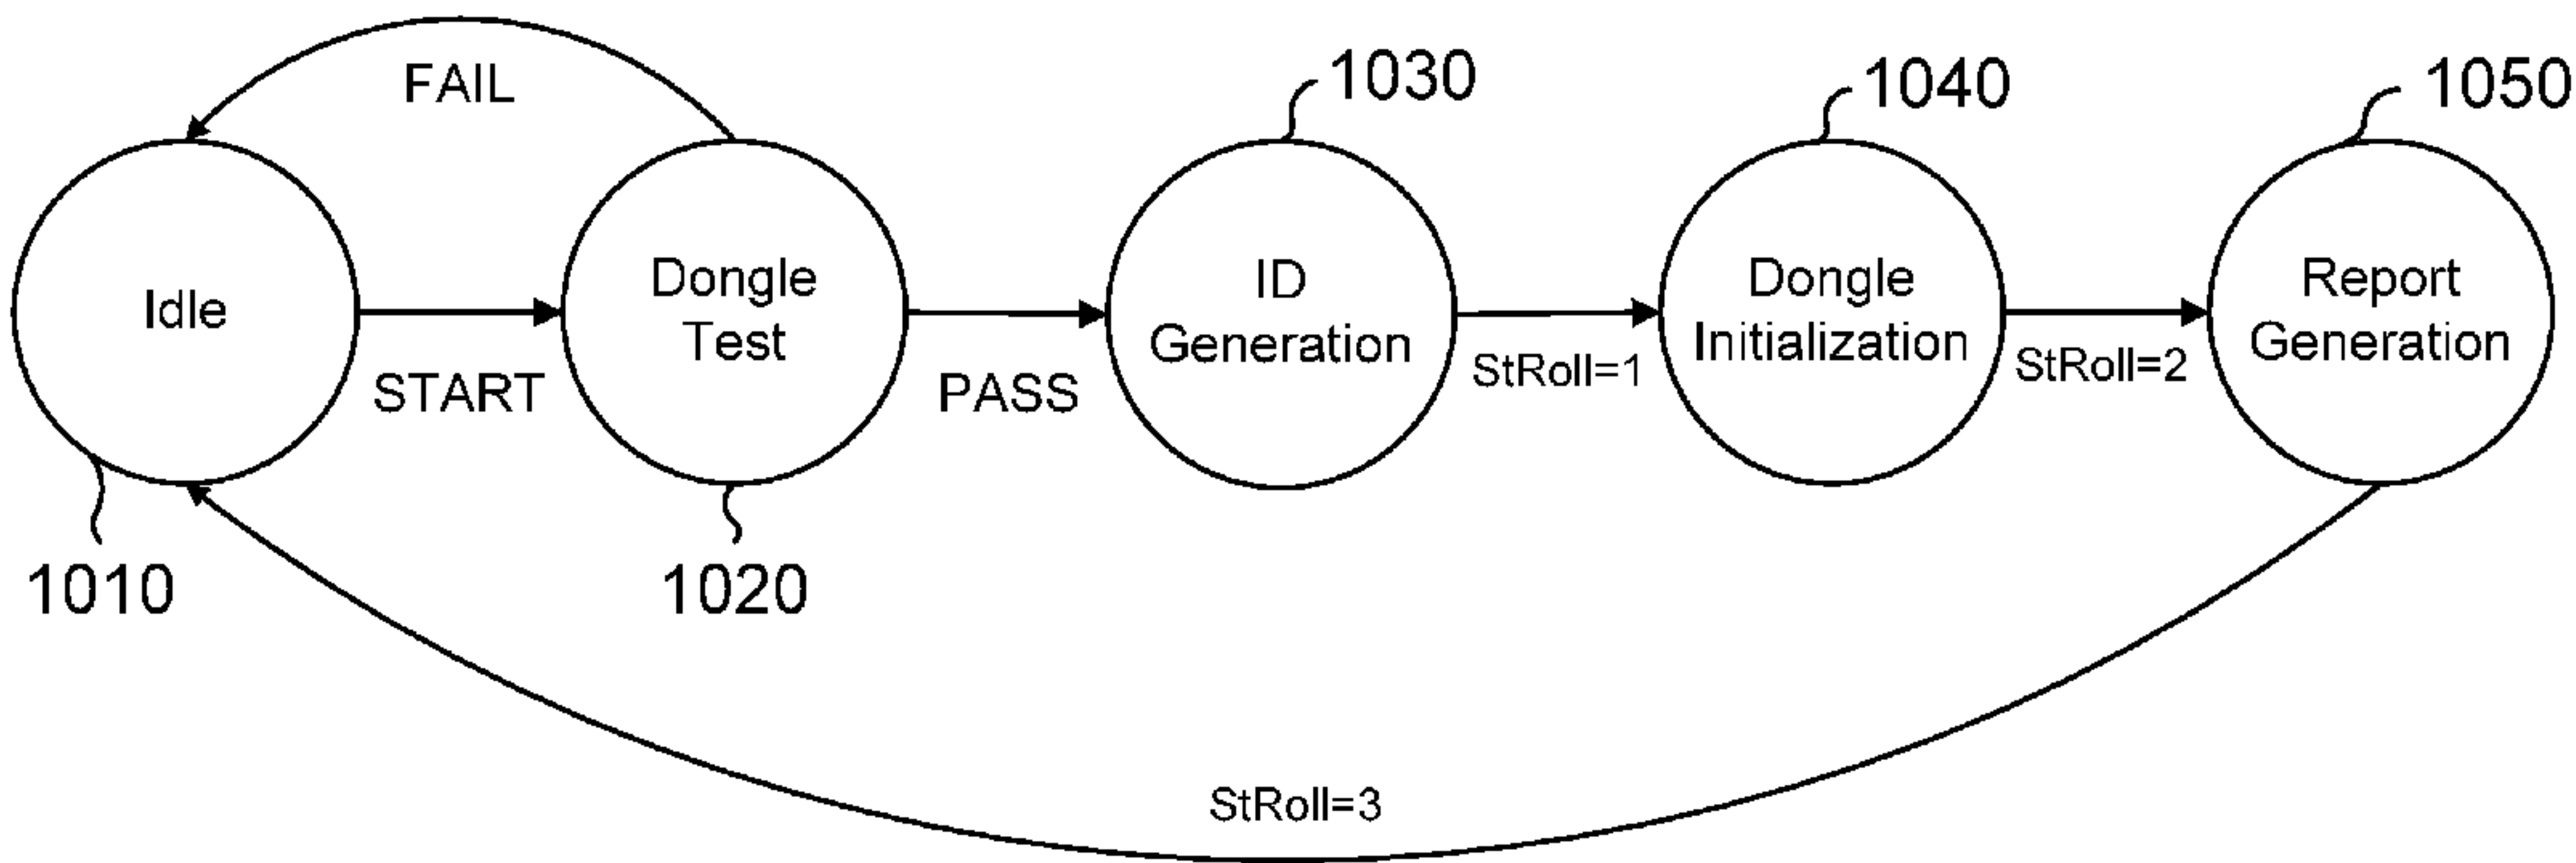 FAIL
1030
1040
1050
Idle
START
Dongle
Test
PASS
ID
Generation
StRoll=1
Dongle
Initialization
StRoll=2
Report
Generation
1010
1020
StRoll=3